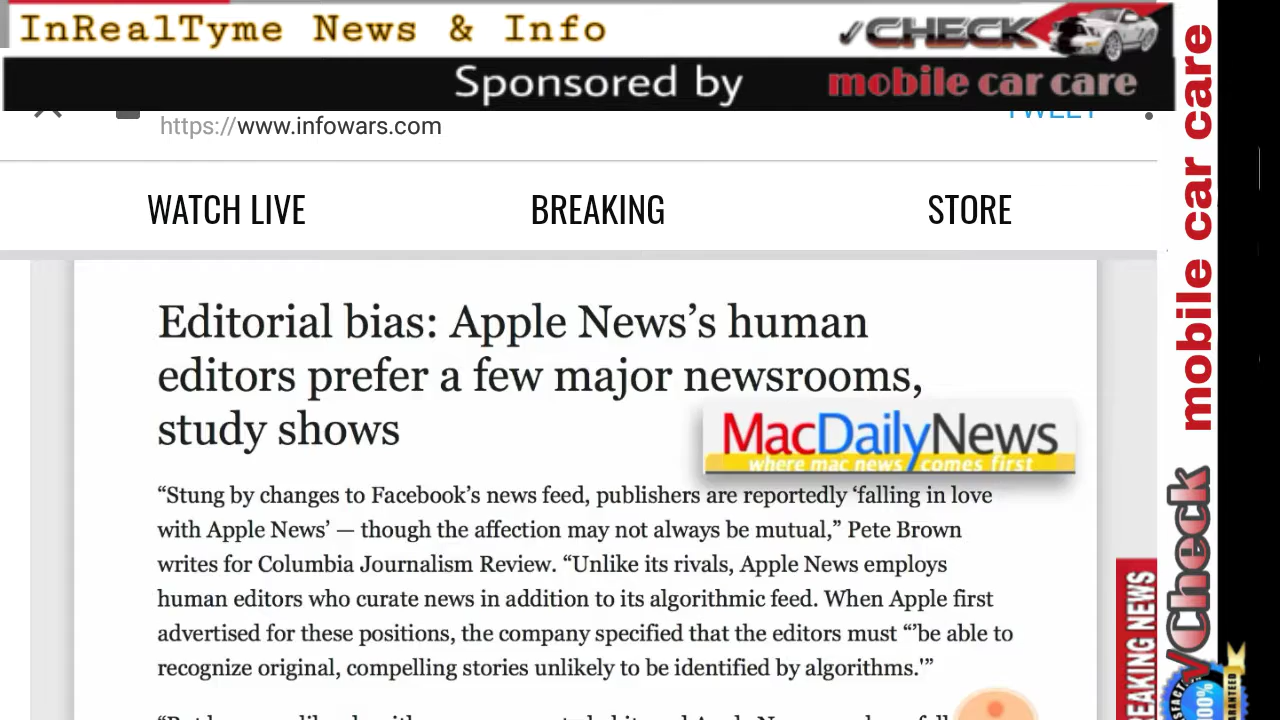 InRealTyme News & Info
✓CHECK
Sponsored by
mobile car care
TWEET
https://www.infowars.com
WATCH LIVE
BREAKING
STORE
Editorial bias: Apple News’s human
editors prefer a few major newsrooms,
study shows
MacDailyNews
where mac news comes first
“Stung by changes to Facebook’s news feed, publishers are reportedly ‘falling in love
with Apple News’ — though the affection may not always be mutual,” Pete Brown
writes for Columbia Journalism Review. “Unlike its rivals, Apple News employs
human editors who curate news in addition to its algorithmic feed. When Apple first
advertised for these positions, the company specified that the editors must “’be able to
recognize original, compelling stories unlikely to be identified by algorithms.'”
mobile car care
✓Check
BREAKING NEWS
100%